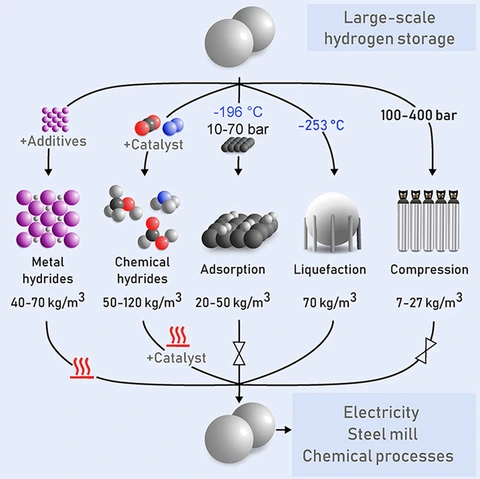 Large-scale
hydrogen storage
+Additives
+Catalyst
-196 °C
10-70 bar
-253 °C
100-400 bar
Metal
hydrides
40-70 kg/m³
Chemical
hydrides
50-120 kg/m³
Adsorption
20-50 kg/m³
Liquefaction
70 kg/m³
Compression
7-27 kg/m³
+Catalyst
Electricity
Steel mill
Chemical processes